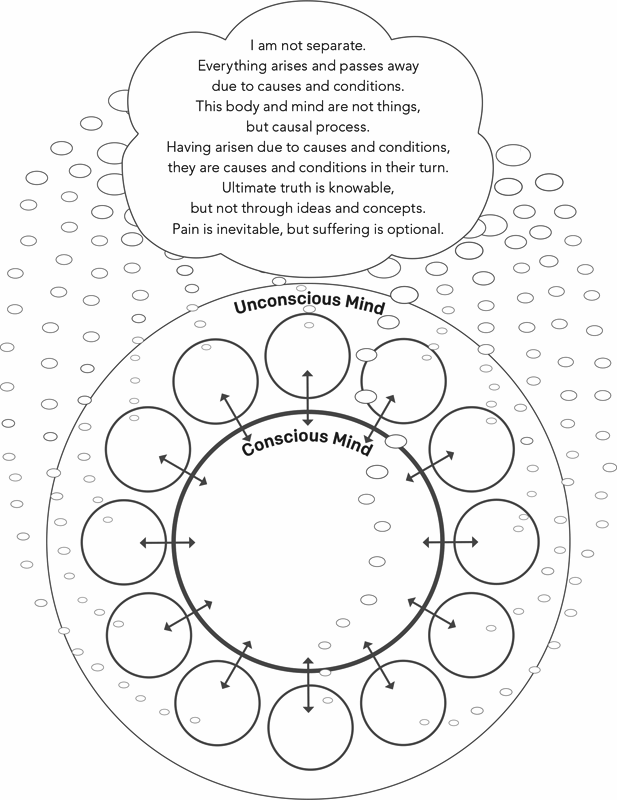 I am not separate.
Everything arises and passes away
due to causes and conditions.
This body and mind are not things,
but causal process.
Having arisen due to causes and conditions,
they are causes and conditions in their turn.
Ultimate truth is knowable,
but not through ideas and concepts.
Pain is inevitable, but suffering is optional.
Unconscious Mind
Conscious Mind